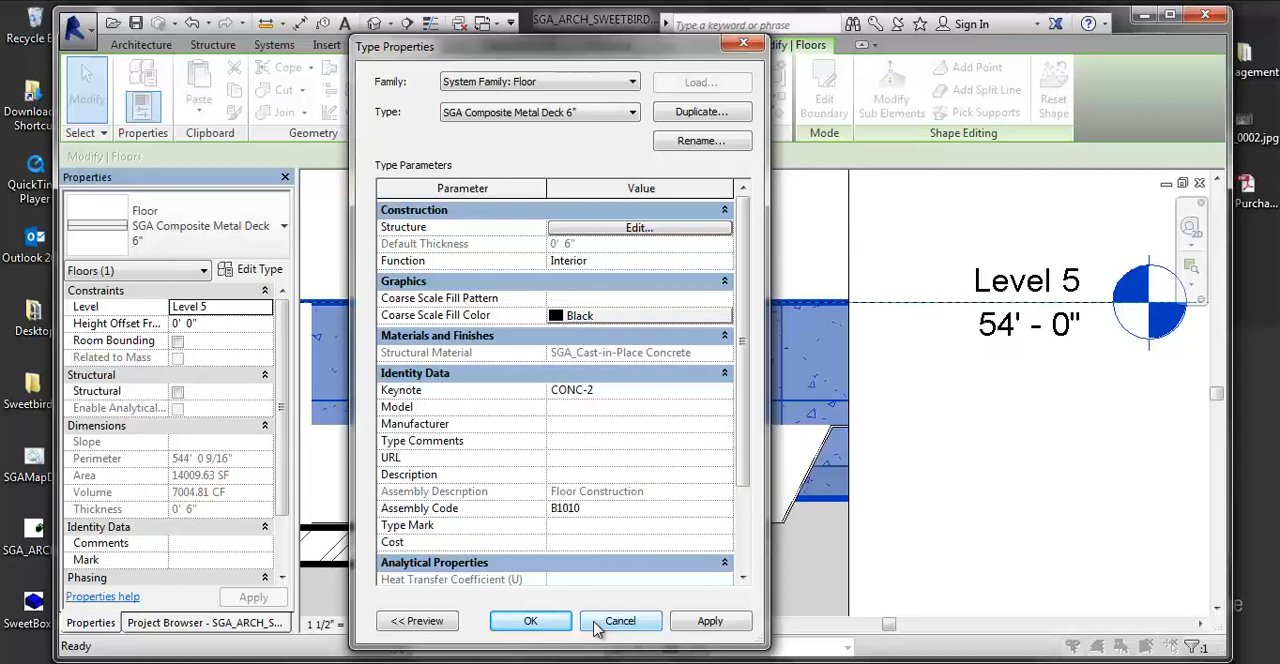 Recycle
SGA_ARCH_SWEETBIRD...
Type a keyword or phrase
Sign In
Type Properties
Architecture
Structure
Systems
Insert
Modify | Floors
Modify
Cope
Cut
Join
Paste
Edit
Boundary
Modify
Sub Elements
Add Point
Add Split Line
Pick Supports
Reset
Shape
Select
Properties
Clipboard
Geometry
Mode
Shape Editing
Modify | Floors
Properties
Floor
SGA Composite Metal Deck
6"
Floors (1)
Edit Type
Constraints
Level
Level 5
Height Offset Fr...
0' 0"
Room Bounding
Related to Mass
Structural
Structural
Enable Analytical...
Dimensions
Slope
Perimeter
544' 0 9/16"
Area
14009.63 SF
Volume
7004.81 CF
Thickness
0' 6"
Identity Data
Comments
Mark
Phasing
Properties help
Apply
Properties
Project Browser - SGA_ARCH_S...
Ready
1 1/2" =
Family:
System Family: Floor
Load...
Type:
SGA Composite Metal Deck 6"
Duplicate...
Rename...
Type Parameters
Parameter
Value
Construction
Structure
Edit...
Default Thickness
0' 6"
Function
Interior
Graphics
Coarse Scale Fill Pattern
Coarse Scale Fill Color
Black
Materials and Finishes
Structural Material
SGA_Cast-in-Place Concrete
Identity Data
Keynote
CONC-2
Model
Manufacturer
Type Comments
URL
Description
Assembly Description
Floor Construction
Assembly Code
B1010
Type Mark
Cost
Analytical Properties
Heat Transfer Coefficient (U)
<< Preview
OK
Cancel
Apply
Level 5
54' - 0"
2D
:1
Download
Shortcu
QuickTim
Player
Outlook 20
Deskto
Sweetbird
SGAMapD
SGA_ARCH
SweetBox
agement
_0002.jpg
Purcha...